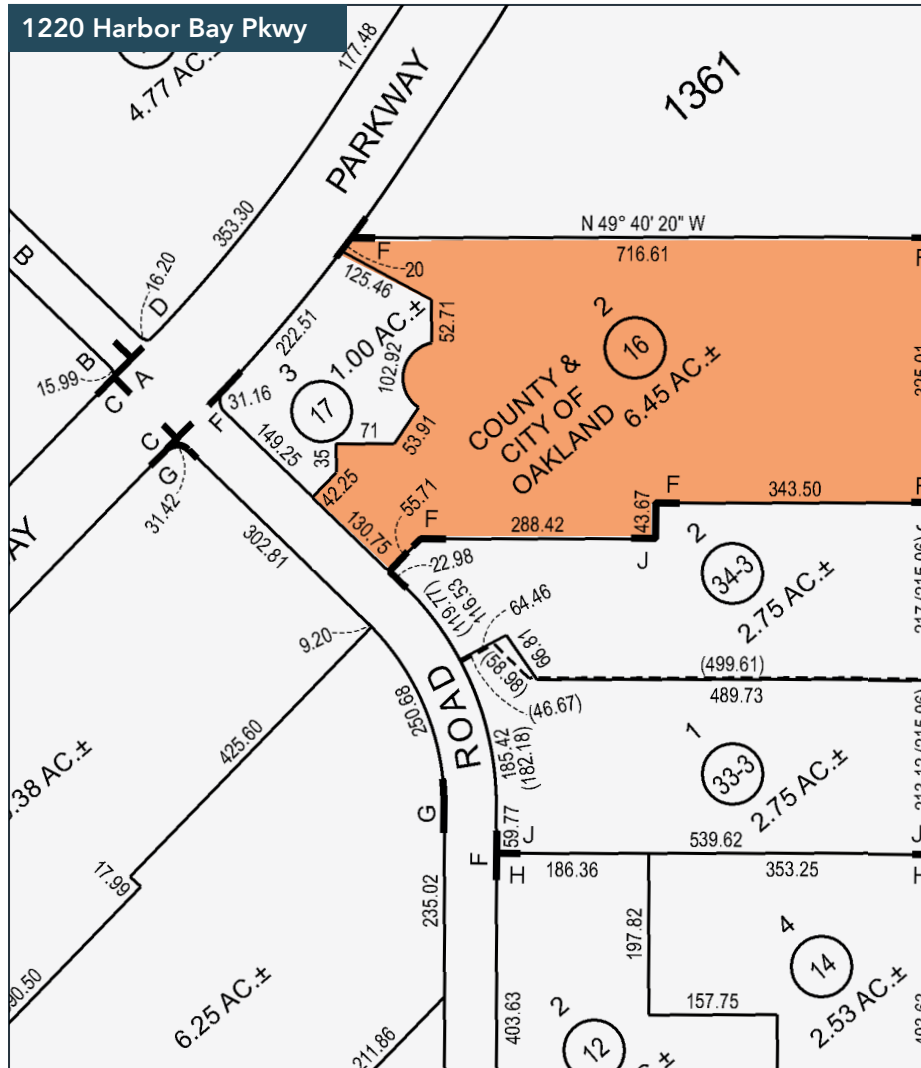 1220 Harbor Bay Pkwy
4.77 AC.±
177.48
PARKWAY
1361
353.30
N 49° 40' 20" W
716.61
F
20
125.46
B
16.20
D
222.51
52.71
1.00 AC.±
102.92
3
17
2
16
COUNTY &
CITY OF
OAKLAND
6.45 AC.±
B
A
C
15.99
31.16
F
149.25
71
35
53.91
42.25
C
G
31.42
55.71
130.75
F
288.42
43.67
F
343.50
J
302.81
22.98
116.53
(119.77)
2
34-3
2.75 AC.±
64.46
66.81
(58.98)
(46.67)
(499.61)
489.73
9.20
ROAD
250.68
425.60
185.42
(182.18)
1
33-3
2.75 AC.±
.38 AC.±
G
59.77
J
539.62
J
F
H
186.36
353.25
H
17.99
235.02
197.82
4
14
2.53 AC.±
90.50
6.25 AC.±
403.63
157.75
2
12
211.86